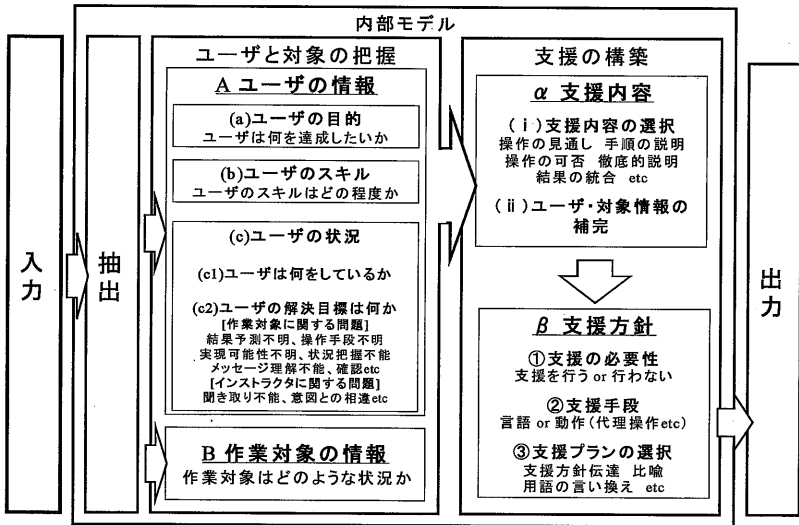 内部モデル
入力
抽出
ユーザと対象の把握
A ユーザの情報
(a)ユーザの目的
ユーザは何を達成したいか
(b)ユーザのスキル
ユーザのスキルはどの程度か
(c)ユーザの状況
(c1)ユーザは何をしているか
(c2)ユーザの解決目標は何か
[作業対象に関する問題]
結果予測不明、操作手段不明
実現可能性不明、状況把握不能
メッセージ理解不能、確認etc
[インストラクタに関する問題]
聞き取り不能、意図との相違etc
B 作業対象の情報
作業対象はどのような状況か
支援の構築
α 支援内容
(ⅰ)支援内容の選択
操作の見通し 手順の説明
操作の可否 徹底的説明
結果の統合 etc
(ⅱ)ユーザ・対象情報の
補完
β 支援方針
①支援の必要性
支援を行う or 行わない
②支援手段
言語 or 動作(代理操作etc)
③支援プランの選択
支援方針伝達 比喩
用語の言い換え etc
出力